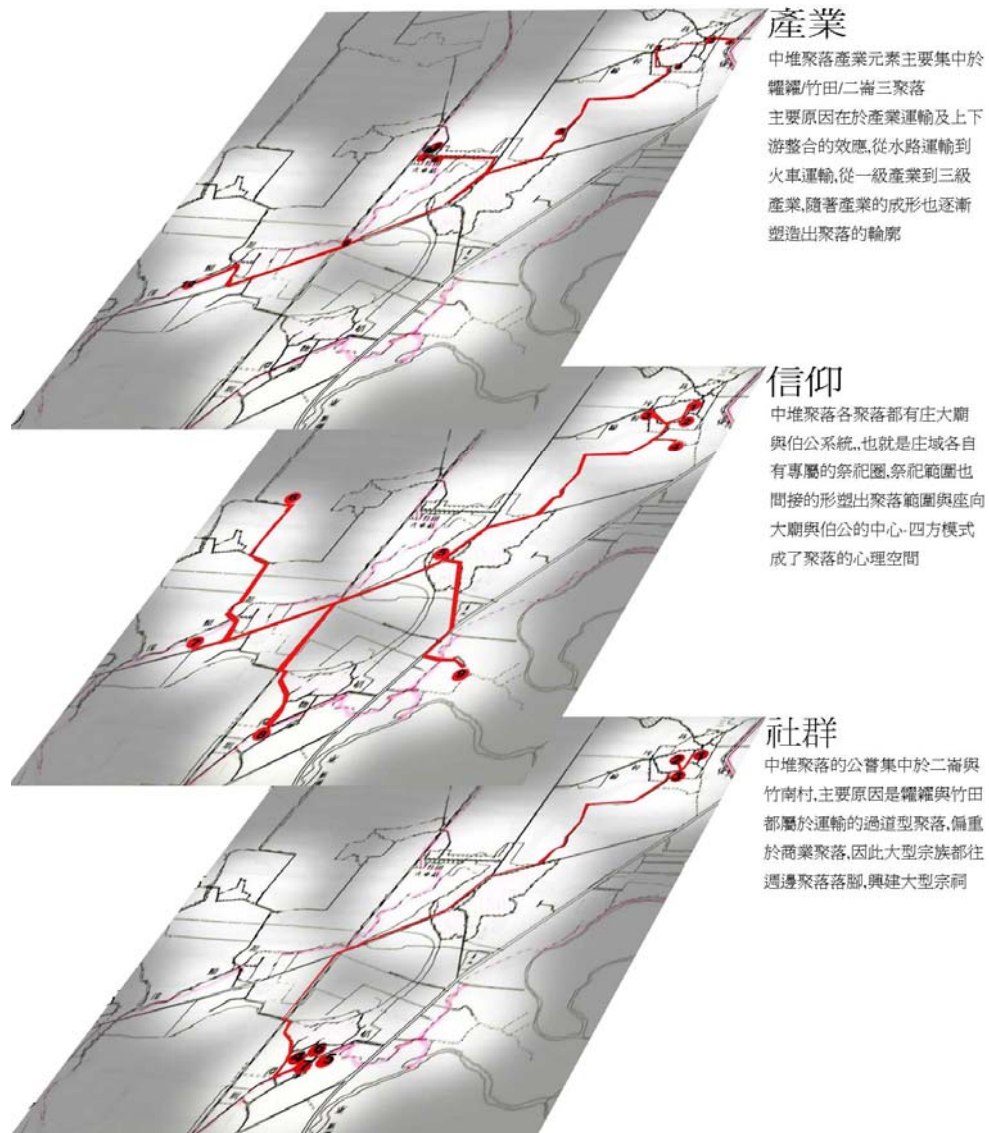 產業
中堆聚落產業元素主要集中於
糶糴/竹田/二崙三聚落
主要原因在於產業運輸及上下
游整合的效應,從水路運輸到
火車運輸,從一級產業到三級
產業,隨著產業的成形也逐漸
塑造出聚落的輪廓
信仰
中堆聚落各聚落都有庄大廟
與伯公系統,,也就是庄域各自
有專屬的祭祀圈,祭祀範圍也
間接的形塑出聚落範圍與座向
大廟與伯公的中心-四方模式
成了聚落的心理空間
社群
中堆聚落的公嘗集中於二崙與
竹南村,主要原因是糶糴與竹田
都屬於運輸的過道型聚落,偏重
於商業聚落,因此大型宗族都往
週邊聚落落腳,興建大型宗祠